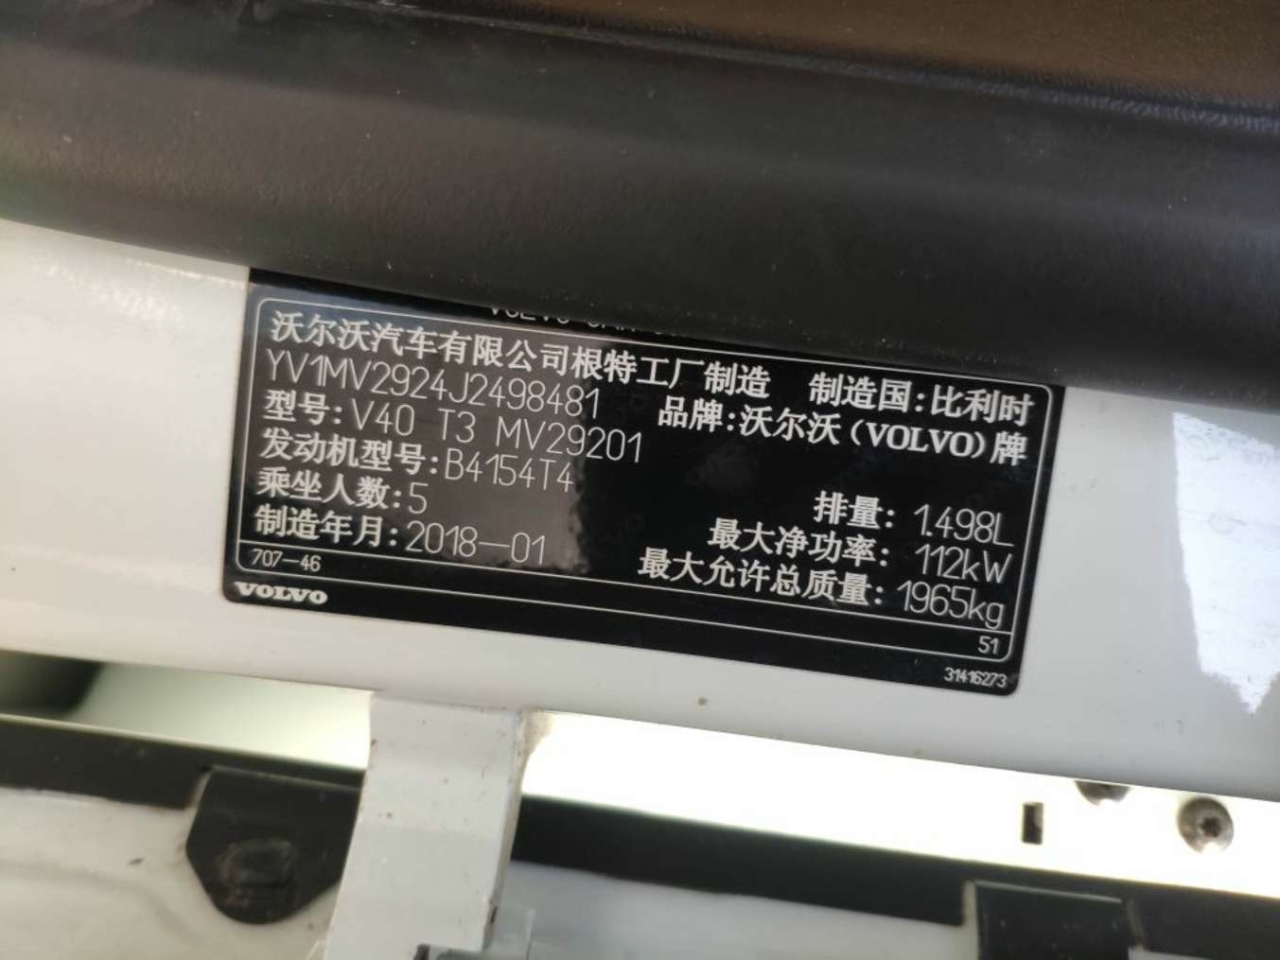 沃尔沃汽车有限公司根特工厂制造 制造国:比利时
YV1MV2924J2498481 品牌:沃尔沃(VOLVO)牌
型号:V40 T3 MV29201
发动机型号:B4154T4 排量: 1.498L
乘坐人数:5 最大净功率: 112kW
制造年月:2018-01 最大允许总质量: 1965kg
707-46 51
VOLVO 31416273